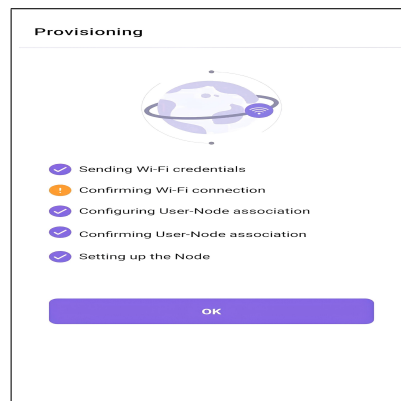 Provisioning
Sending Wi-Fi credentials
Confirming Wi-Fi connection
Configuring User-Node association
Confirming User-Node association
Setting up the Node
OK